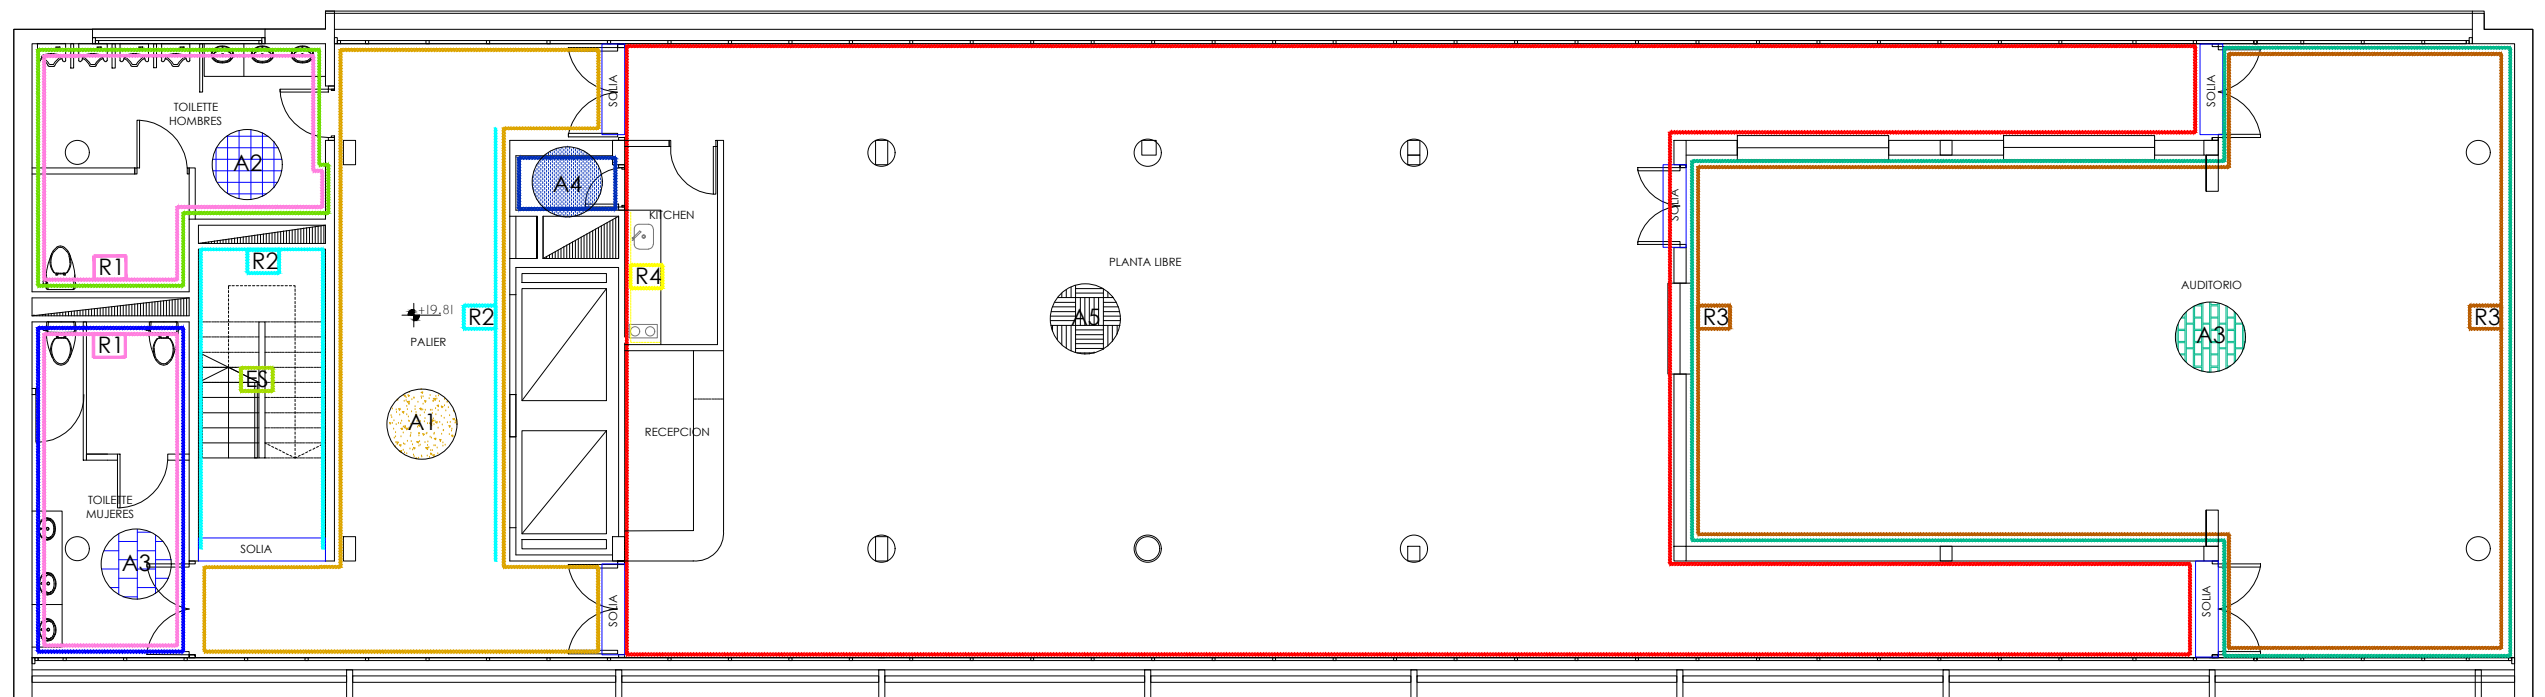 SOLIA
SOLIA
TOILETTE
HOMBRES
A2
A4
SOLIA
KITCHEN
R1
R2
R4
PLANTA LIBRE
AUDITORIO
+19.81
R2
A5
R3
A3
R3
R1
PALIER
ES
A1
RECEPCION
TOILETTE
MUJERES
SOLIA
A3
SOLIA
SOLIA